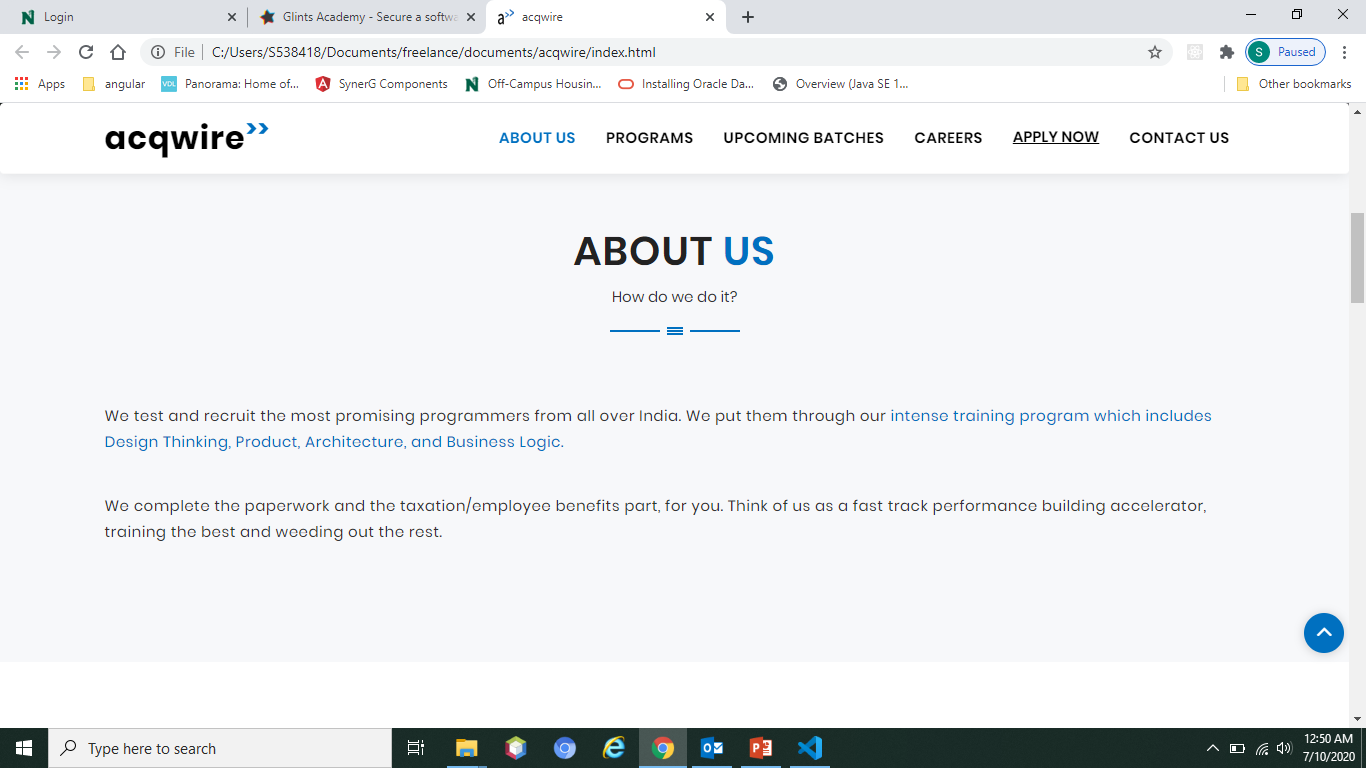 Login
Glints Academy - Secure a softwa
acqwire
File
C:/Users/S538418/Documents/freelance/documents/acqwire/index.html
S
Paused
Apps
angular
VDL
Panorama: Home of...
SynerG Components
Off-Campus Housin...
Installing Oracle Da...
Overview (Java SE 1...
Other bookmarks
acqwire
ABOUT US
PROGRAMS
UPCOMING BATCHES
CAREERS
APPLY NOW
CONTACT US
ABOUT US
How do we do it?
We test and recruit the most promising programmers from all over India. We put them through our intense training program which includes
Design Thinking, Product, Architecture, and Business Logic.
We complete the paperwork and the taxation/employee benefits part, for you. Think of us as a fast track performance building accelerator,
training the best and weeding out the rest.
Type here to search
12:50 AM
7/10/2020